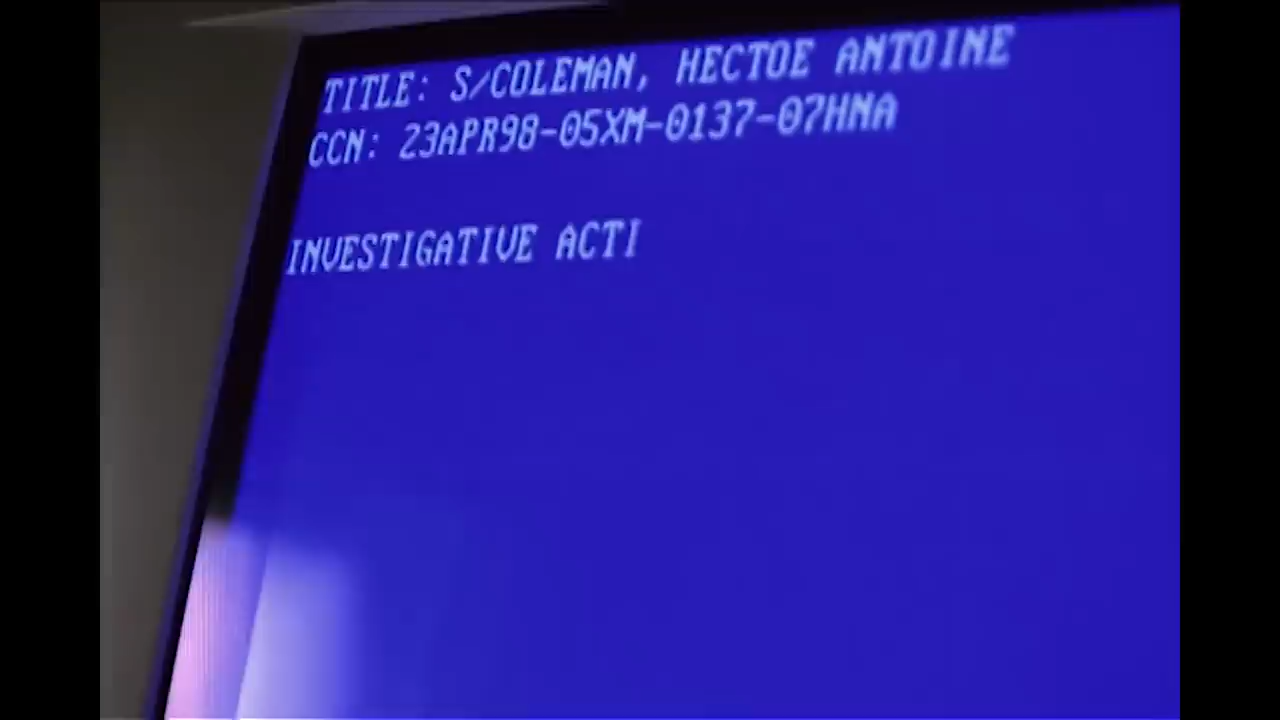 TITLE: S/COLEMAN, HECTOE ANTOINE
CCN: 23APR98-05XM-0137-07HNA
INVESTIGATIVE ACTI